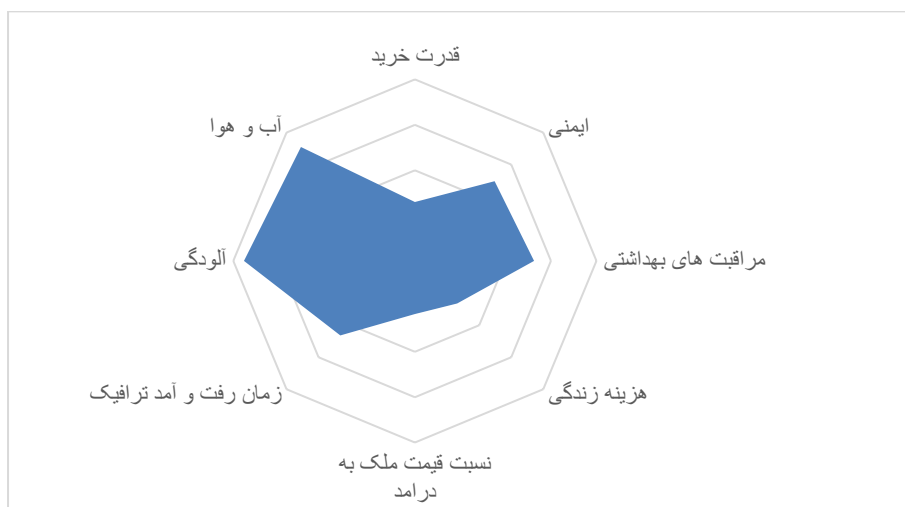 قدرت خرید
ایمنی
مراقبت های بهداشتی
هزینه زندگی
نسبت قیمت ملک به
درامد
زمان رفت و آمد ترافیک
آلودگی
آب و هوا